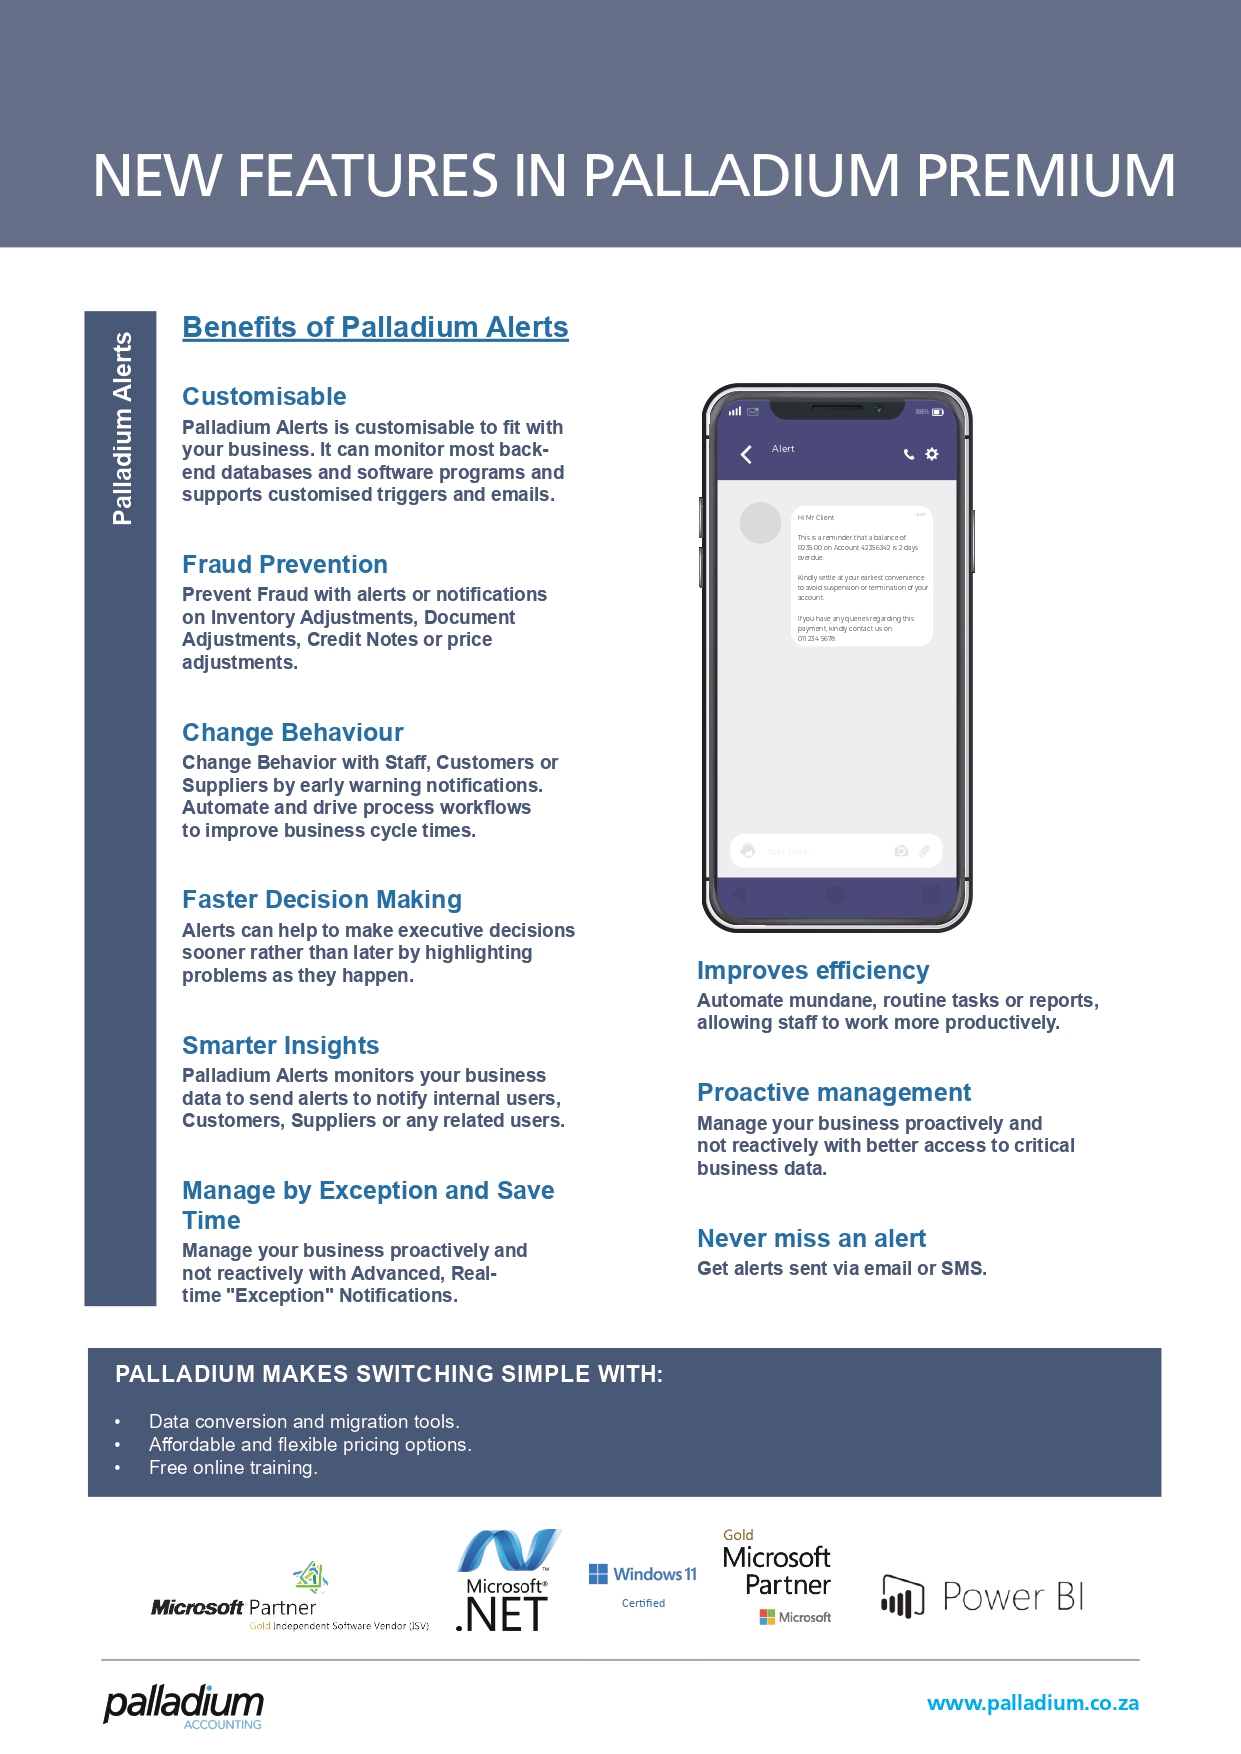 NEW FEATURES IN PALLADIUM PREMIUM
Palladium Alerts
Benefits of Palladium Alerts
Customisable
Palladium Alerts is customisable to fit with
your business. It can monitor most back-
end databases and software programs and
supports customised triggers and emails.
Fraud Prevention
Prevent Fraud with alerts or notifications
on Inventory Adjustments, Document
Adjustments, Credit Notes or price
adjustments.
Change Behaviour
Change Behavior with Staff, Customers or
Suppliers by early warning notifications.
Automate and drive process workflows
to improve business cycle times.
Faster Decision Making
Alerts can help to make executive decisions
sooner rather than later by highlighting
problems as they happen.
Smarter Insights
Palladium Alerts monitors your business
data to send alerts to notify internal users,
Customers, Suppliers or any related users.
Manage by Exception and Save
Time
Manage your business proactively and
not reactively with Advanced, Real-
time "Exception" Notifications.
88%
Alert
Hi Mr Client
This is a reminder that a balance of
R235.00 on Account 42356342 is 2 days
overdue.
Kindly settle at your earliest convenience
to avoid suspension or termination of your
account.
If you have any queries regarding this
payment, kindly contact us on
011 234 5678.
Text here
Improves efficiency
Automate mundane, routine tasks or reports,
allowing staff to work more productively.
Proactive management
Manage your business proactively and
not reactively with better access to critical
business data.
Never miss an alert
Get alerts sent via email or SMS.
PALLADIUM MAKES SWITCHING SIMPLE WITH:
• Data conversion and migration tools.
• Affordable and flexible pricing options.
• Free online training.
Microsoft Partner
Gold Independent Software Vendor (ISV)
Microsoft®
.NET
Windows 11
Certified
Gold
Microsoft
Partner
Microsoft
Power BI
palladium
ACCOUNTING
www.palladium.co.za